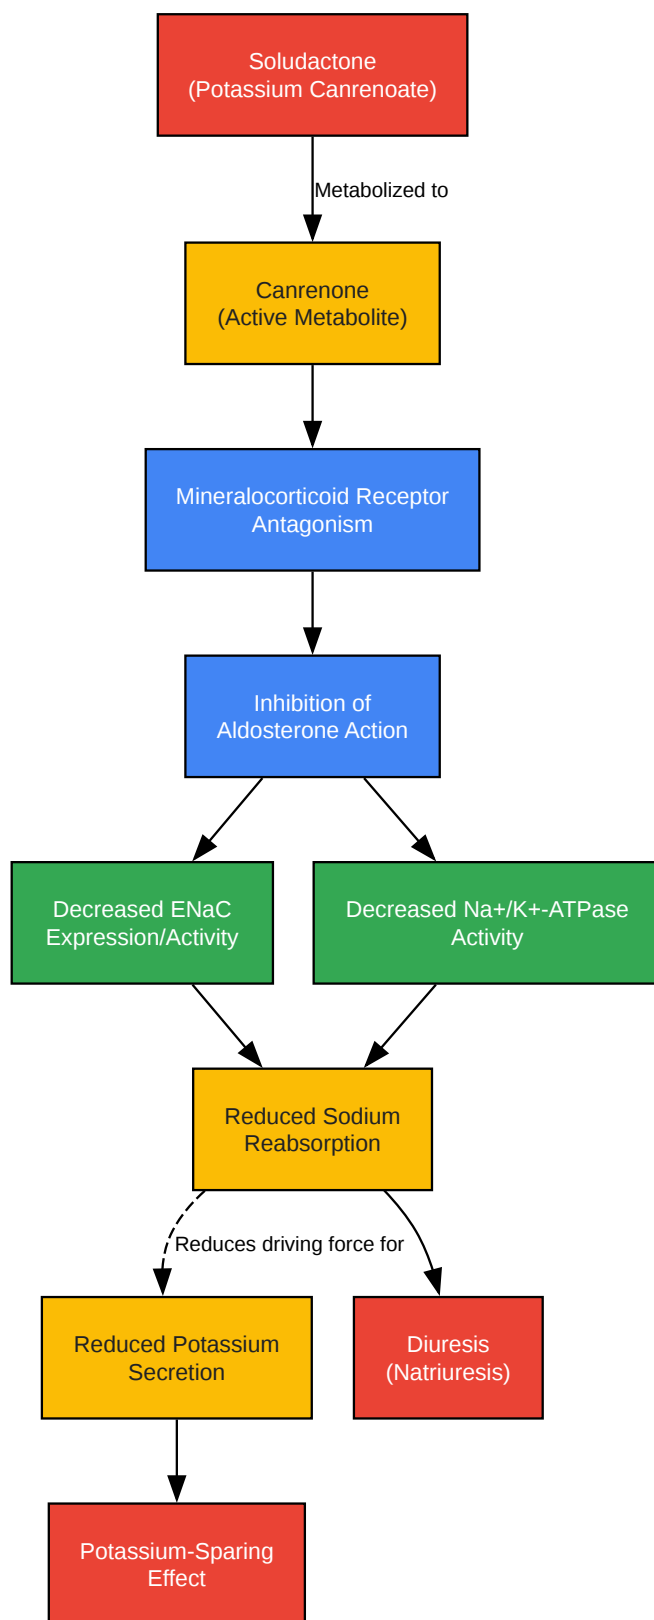 Soludactone
(Potassium Canrenoate)
Metabolized to
Canrenone
(Active Metabolite)
Mineralocorticoid Receptor
Antagonism
Inhibition of
Aldosterone Action
Decreased ENaC
Expression/Activity
Decreased Na+/K+-ATPase
Activity
Reduced Sodium
Reabsorption
Reduces driving force for
Reduced Potassium
Secretion
Diuresis
(Natriuresis)
Potassium-Sparing
Effect